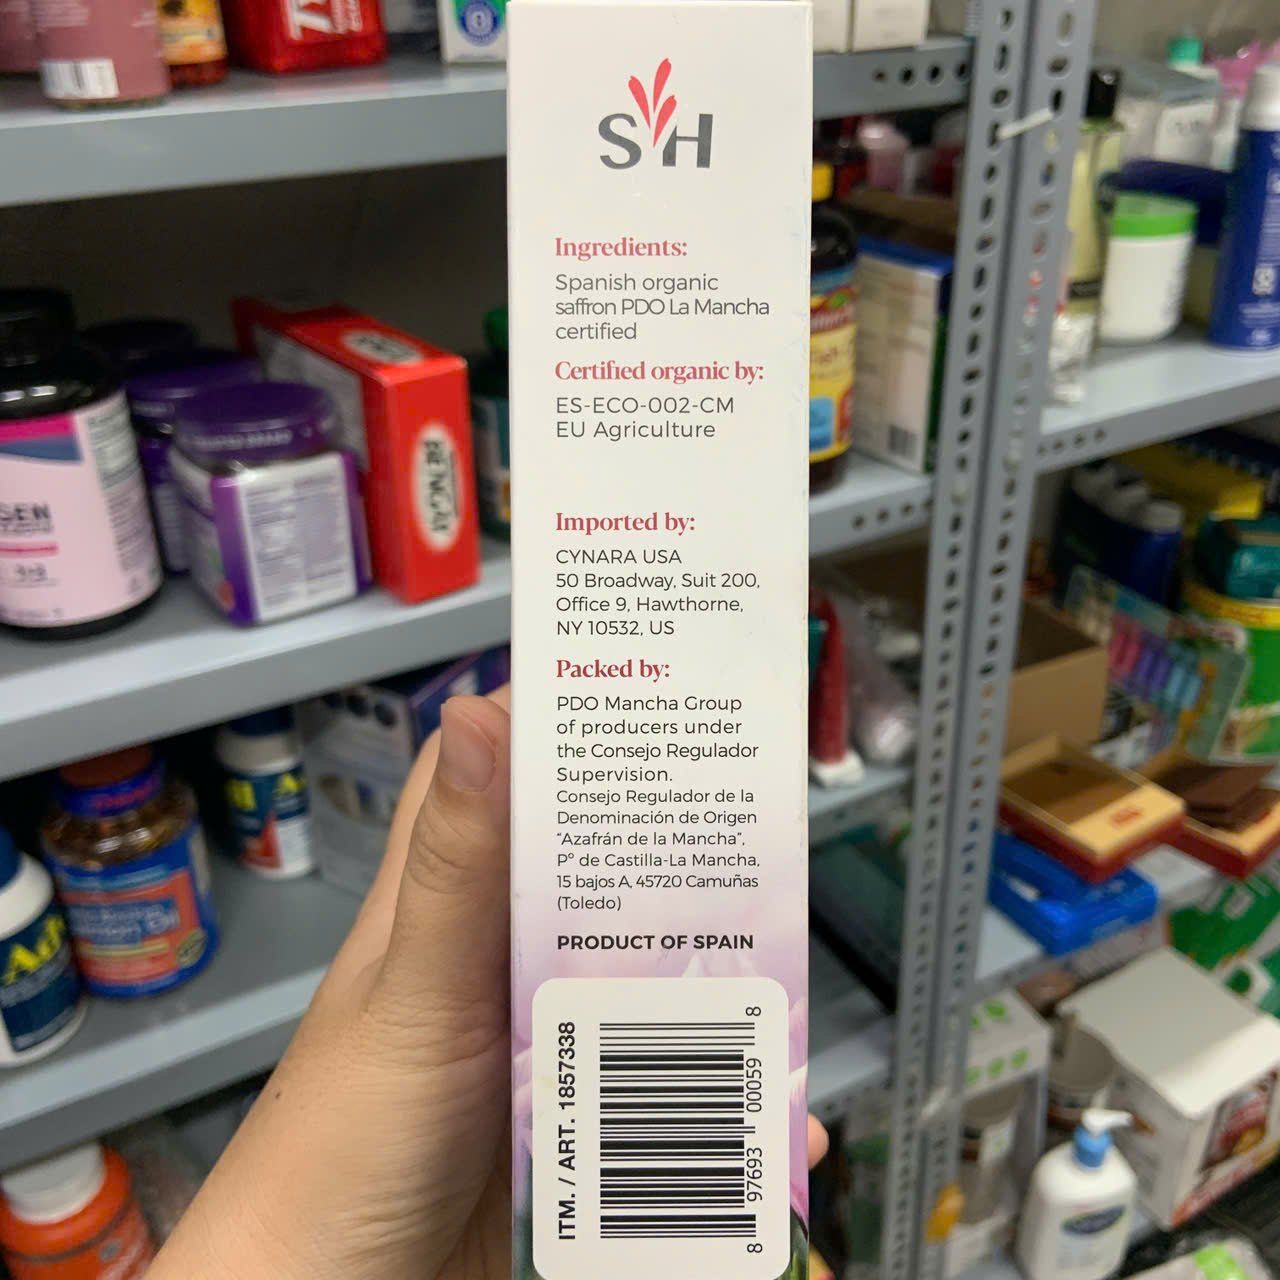 S H
Ingredients:
Spanish organic
saffron PDO La Mancha
certified
Certified organic by:
ES-ECO-002-CM
EU Agriculture
Imported by:
CYNARA USA
50 Broadway, Suit 200,
Office 9, Hawthorne,
NY 10532, US
Packed by:
PDO Mancha Group
of producers under
the Consejo Regulador
Supervision.
Consejo Regulador de la
Denominación de Origen
“Azafrán de la Mancha”,
Pº de Castilla-La Mancha,
15 bajos A, 45720 Camuñas
(Toledo)
PRODUCT OF SPAIN
ITM. / ART. 1857338
8 97693 00059 8
BENGAY